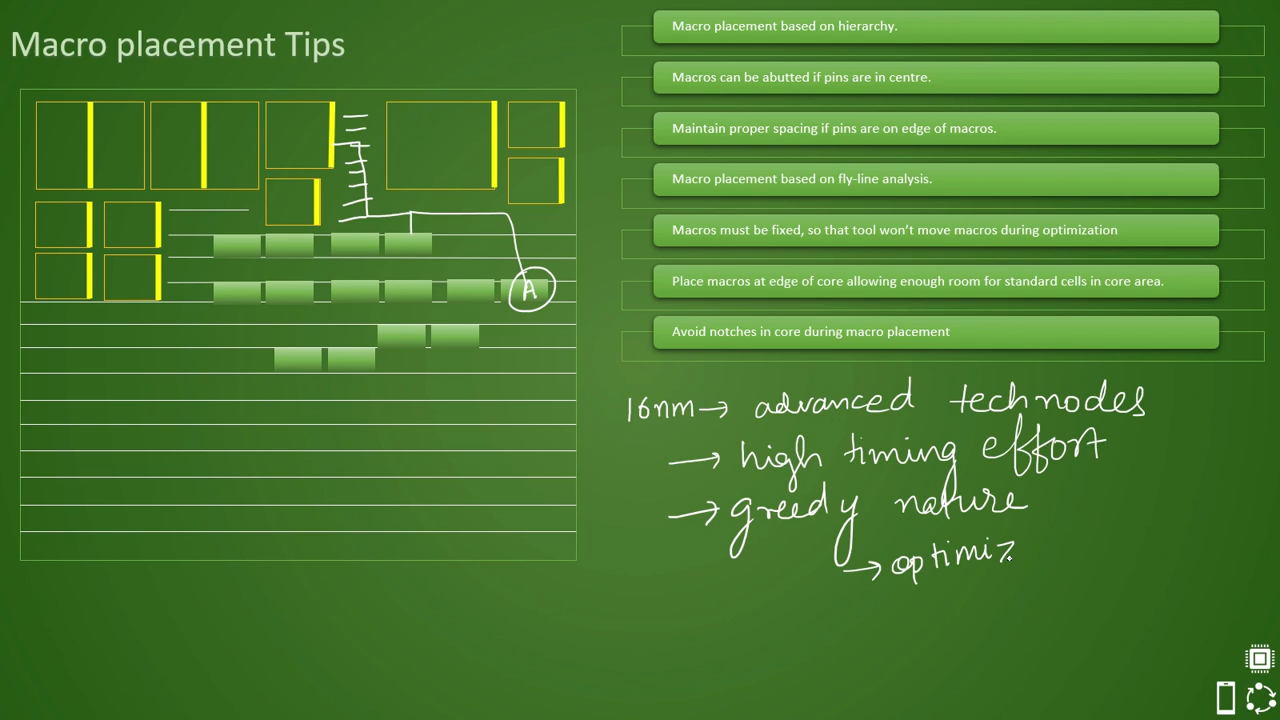 Macro placement Tips
Macro placement based on hierarchy.
Macros can be abutted if pins are in centre.
Maintain proper spacing if pins are on edge of macros.
Macro placement based on fly-line analysis.
Macros must be fixed, so that tool won’t move macros during optimization
Place macros at edge of core allowing enough room for standard cells in core area.
Avoid notches in core during macro placement
A
16nm → advanced technodes
→ high timing effort
→ greedy nature
→ optimiz